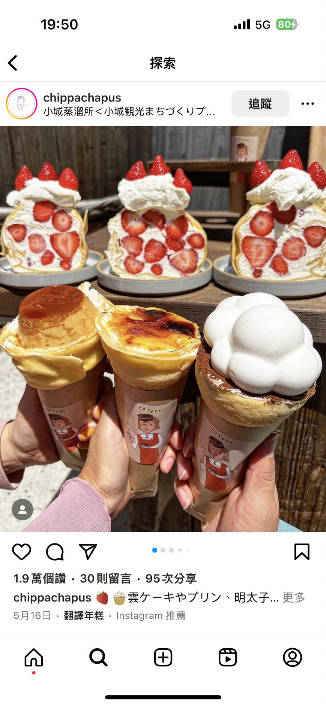 19:50
5G 80
探索
chippachapus
小城蒸溜所＜小城観光まちづくりプ...
追蹤
1.9萬個讚・30則留言・95次分享
chippachapus 🍓🧁雲ケーキやプリン、明太子... 更多
5月16日・翻譯年糕・Instagram 推薦